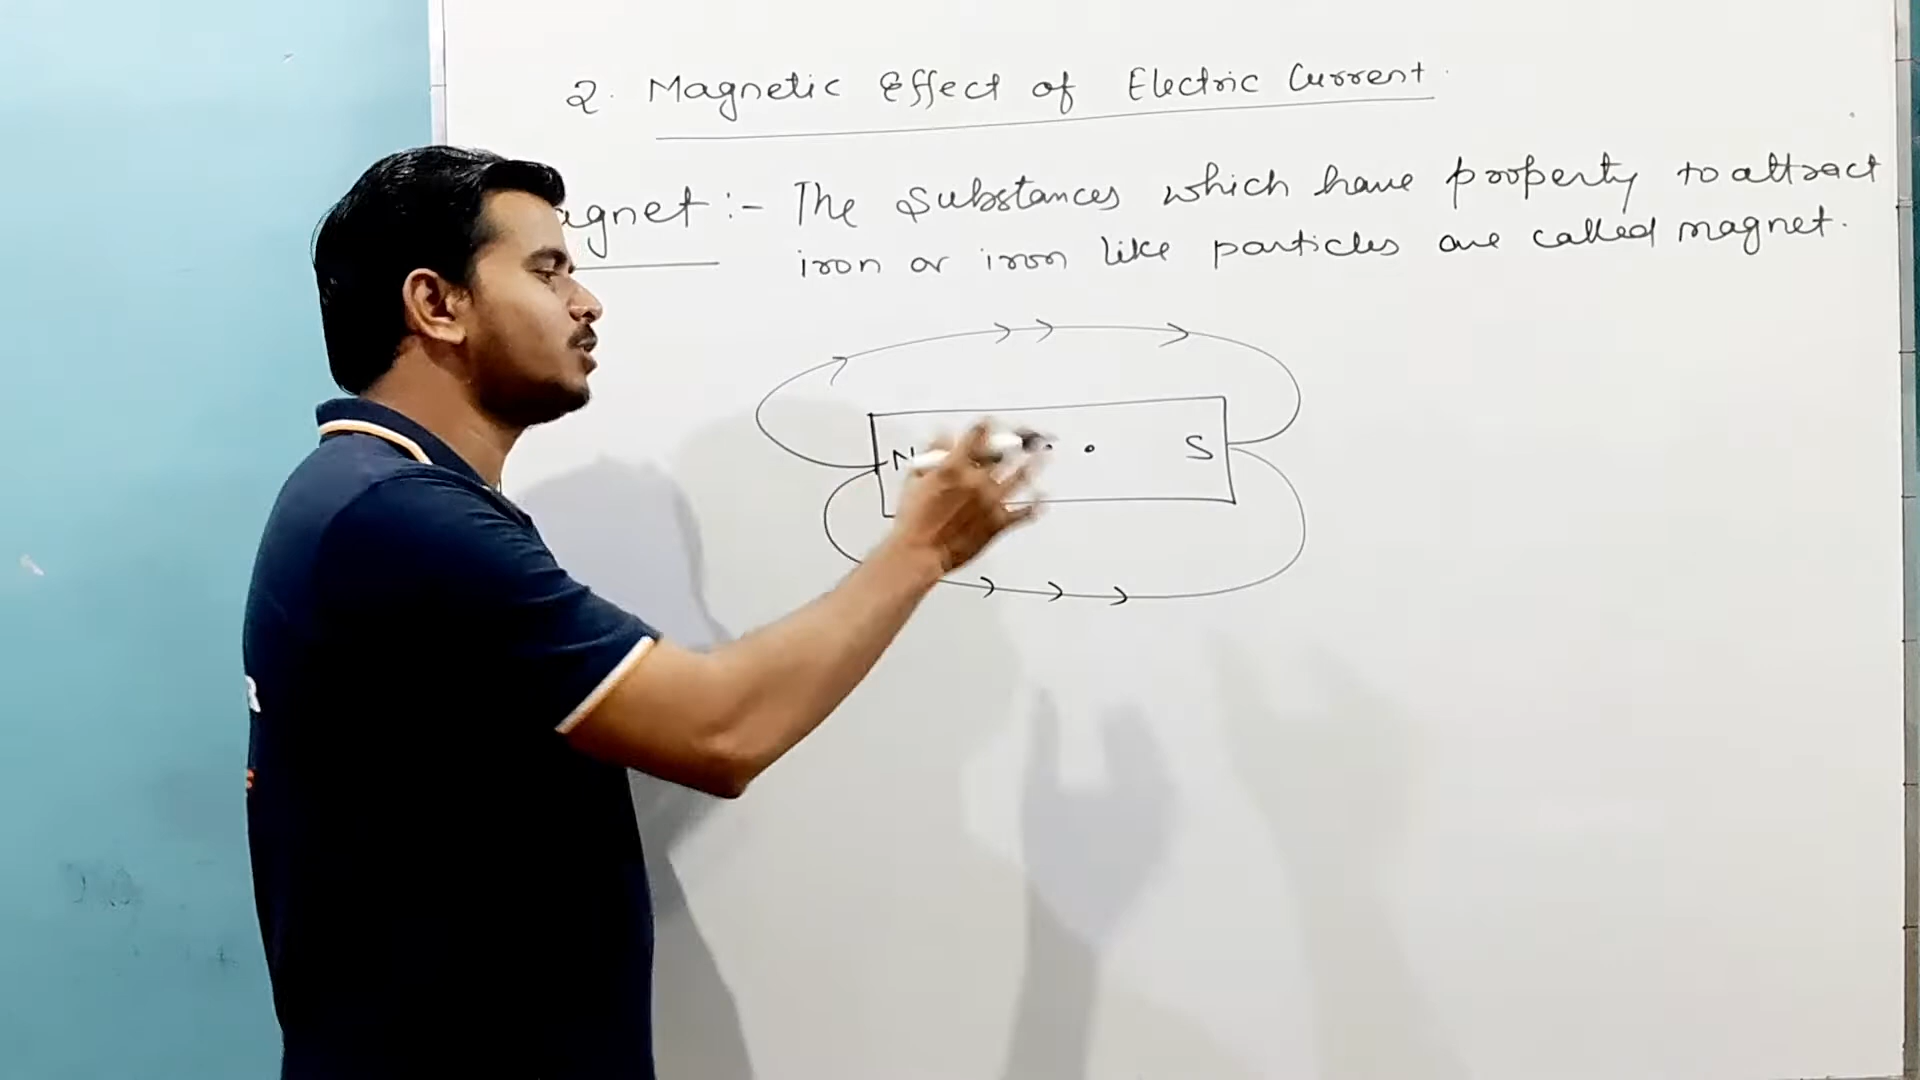 2. Magnetic Effect of Electric Current.
agnet :- The Substances which have property to attract
iron or iron like particles are called magnet.
N S
R